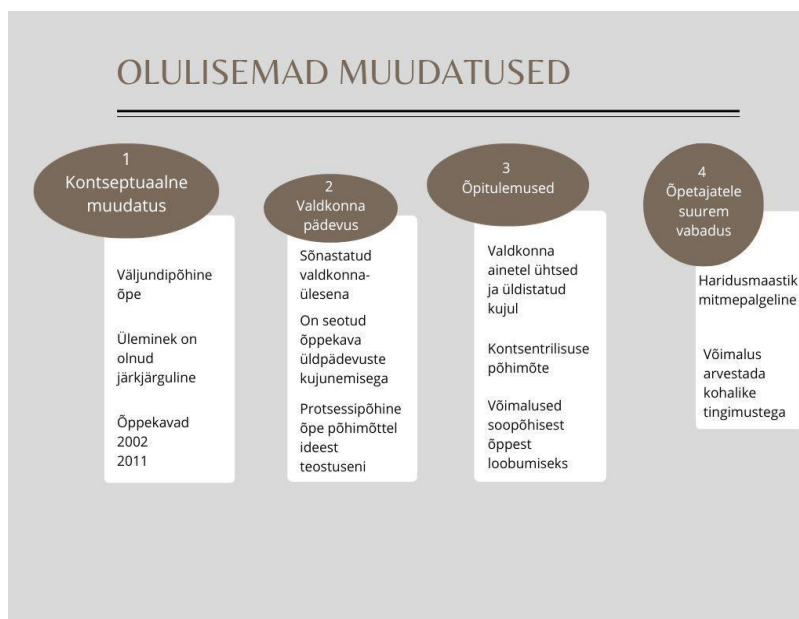 OLULISEMAD MUUDATUSED
1
Kontseptuaalne
muudatus
Väljundipõhine
õpe
Üleminek on
olnud
järkjärguline
Õppekavad
2002
2011
2
Valdkonna
pädevus
Sõnastatud
valdkonna-
ülesena
On seotud
õppekava
üldpädevuste
kujunemisega
Protsessipõhine
õpe põhimõttel
ideest
teostuseni
3
Õpitulemused
Valdkonna
ainetel ühtsed
ja üldistatud
kujul
Kontsentrilisuse
põhimõte
Võimalused
soopõhisest
õppest
loobumiseks
4
Õpetajatele
suurem
vabadus
Haridusmaastik
mitmepalgeline
Võimalus
arvestada
kohalike
tingimustega